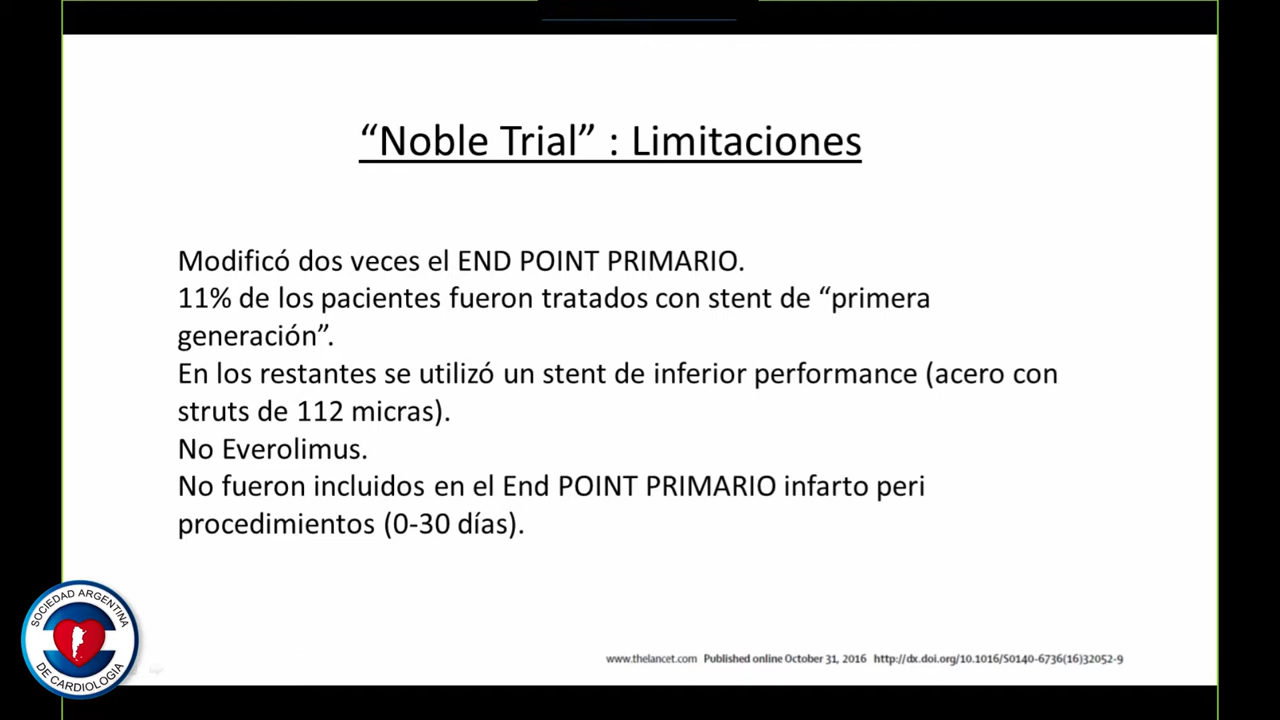 “Noble Trial” : Limitaciones
Modificó dos veces el END POINT PRIMARIO.
11% de los pacientes fueron tratados con stent de “primera
generación”.
En los restantes se utilizó un stent de inferior performance (acero con
struts de 112 micras).
No Everolimus.
No fueron incluidos en el End POINT PRIMARIO infarto peri
procedimientos (0-30 días).
SOCIEDAD ARGENTINA
DE CARDIOLOGIA
www.thelancet.com Published online October 31, 2016 http://dx.doi.org/10.1016/S0140-6736(16)32052-9